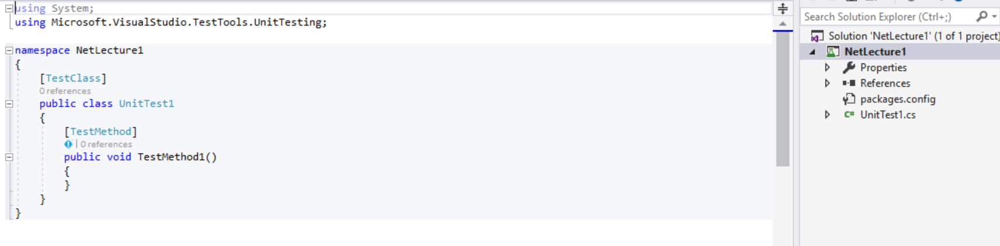 using System;
using Microsoft.VisualStudio.TestTools.UnitTesting;
namespace NetLecture1
{
[TestClass]
0 references
public class UnitTest1
{
[TestMethod]
| 0 references
public void TestMethod1()
{
}
}
}
Search Solution Explorer (Ctrl+;)
Solution 'NetLecture1' (1 of 1 project)
NetLecture1
Properties
References
packages.config
C# UnitTest1.cs